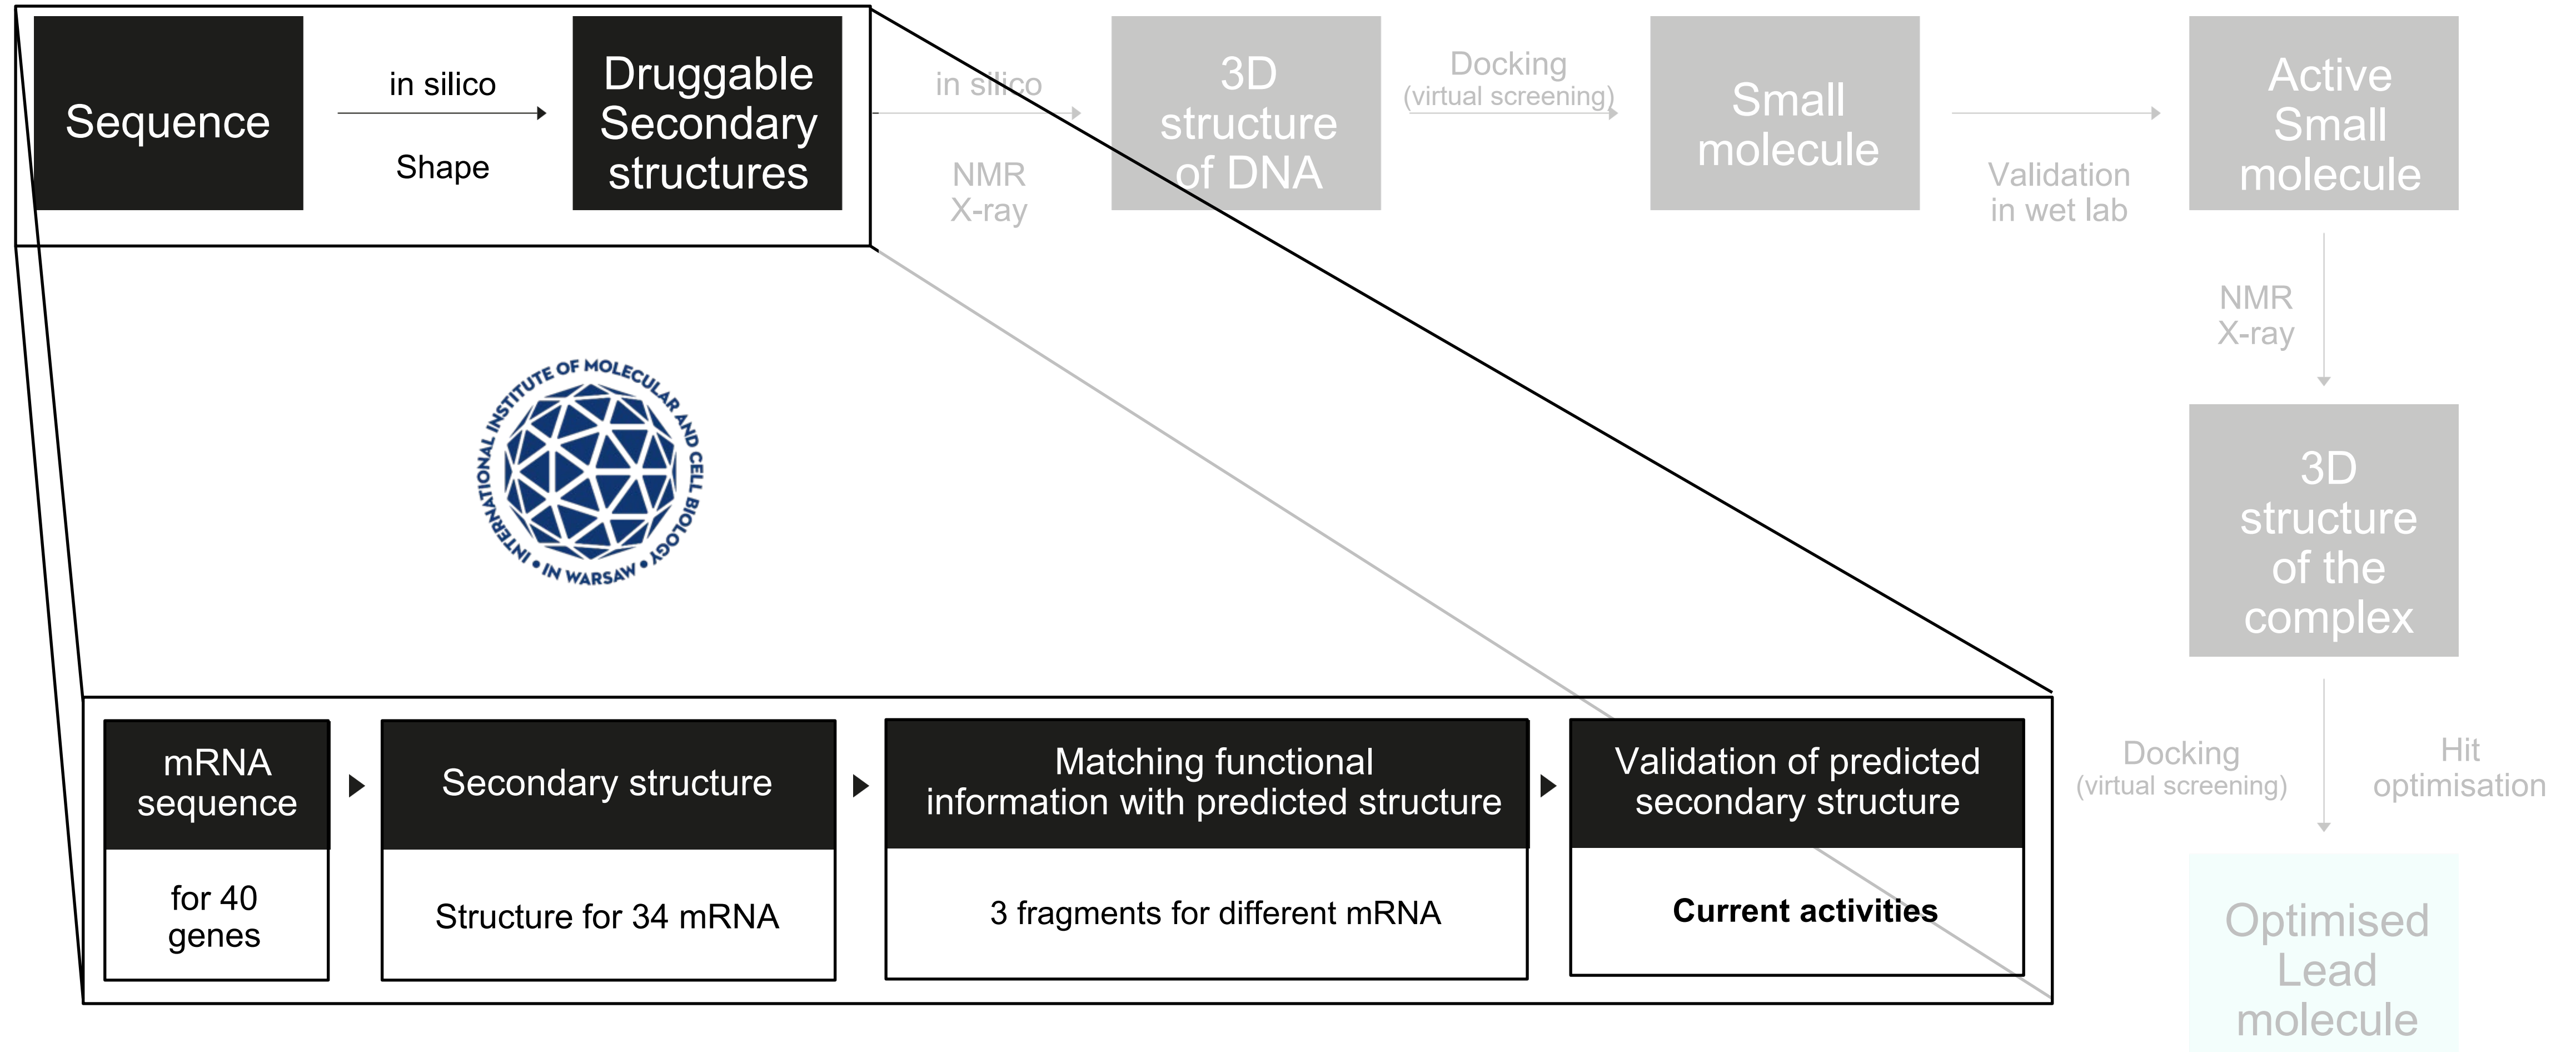 Sequence
in silico
Shape
Druggable
Secondary
structures
in silico
NMR
X-ray
3D
structure
of DNA
Docking
(virtual screening)
Small
molecule
Validation
in wet lab
Active
Small
molecule
NMR
X-ray
3D
structure
of the
complex
Docking
(virtual screening)
Hit
optimisation
Optimised
Lead
molecule
INTERNATIONAL INSTITUTE OF MOLECULAR AND CELL BIOLOGY
• IN WARSAW •
mRNA
sequence
for 40
genes
Secondary structure
Structure for 34 mRNA
Matching functional
information with predicted structure
3 fragments for different mRNA
Validation of predicted
secondary structure
Current activities